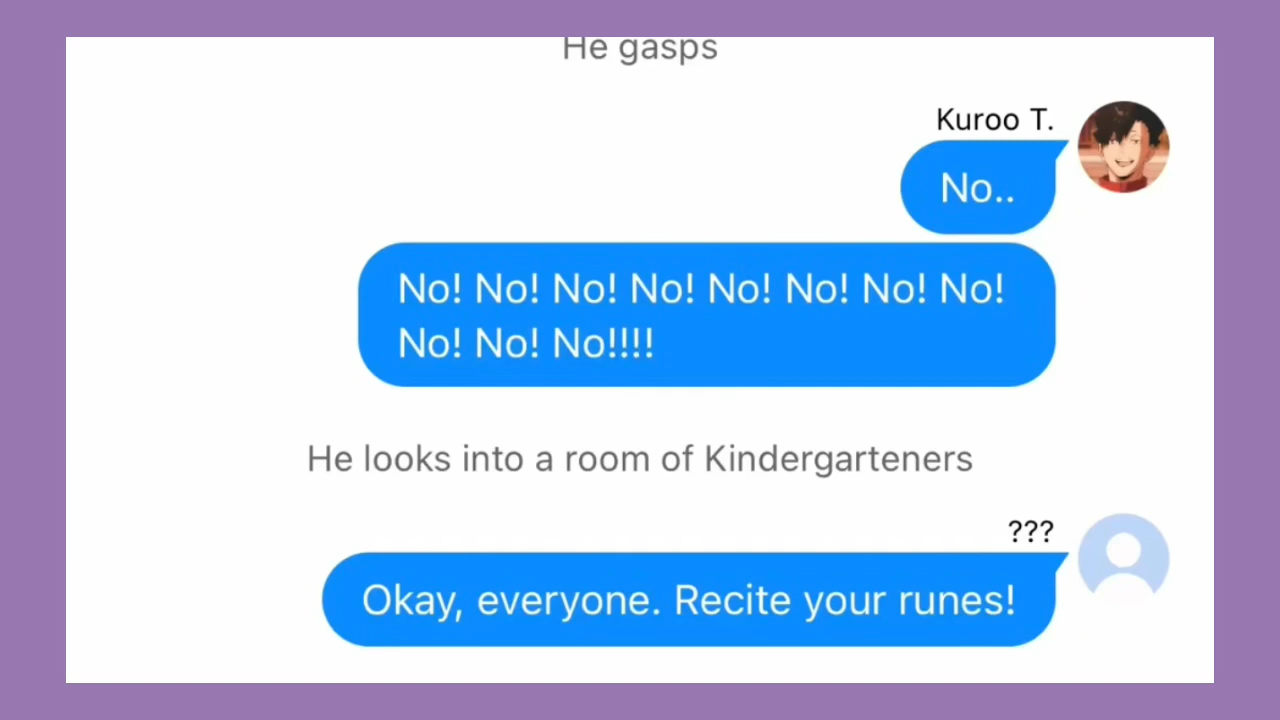 He gasps
Kuroo T.
No..
No! No! No! No! No! No! No! No!
No! No! No!!!!
He looks into a room of Kindergarteners
???
Okay, everyone. Recite your runes!